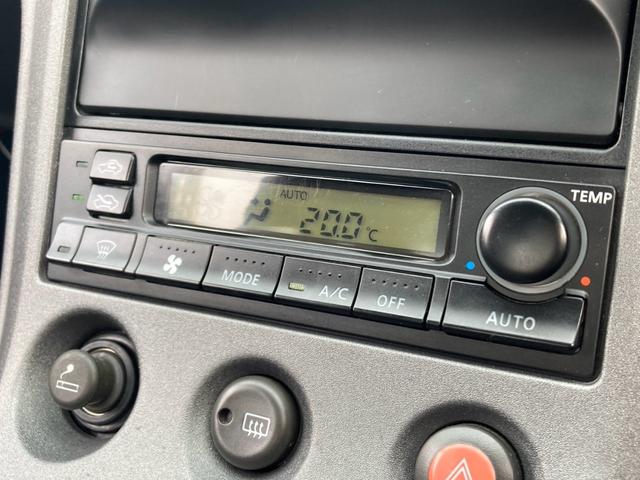 TEMP
AUTO
20.0 °C
MODE
A/C
OFF
AUTO